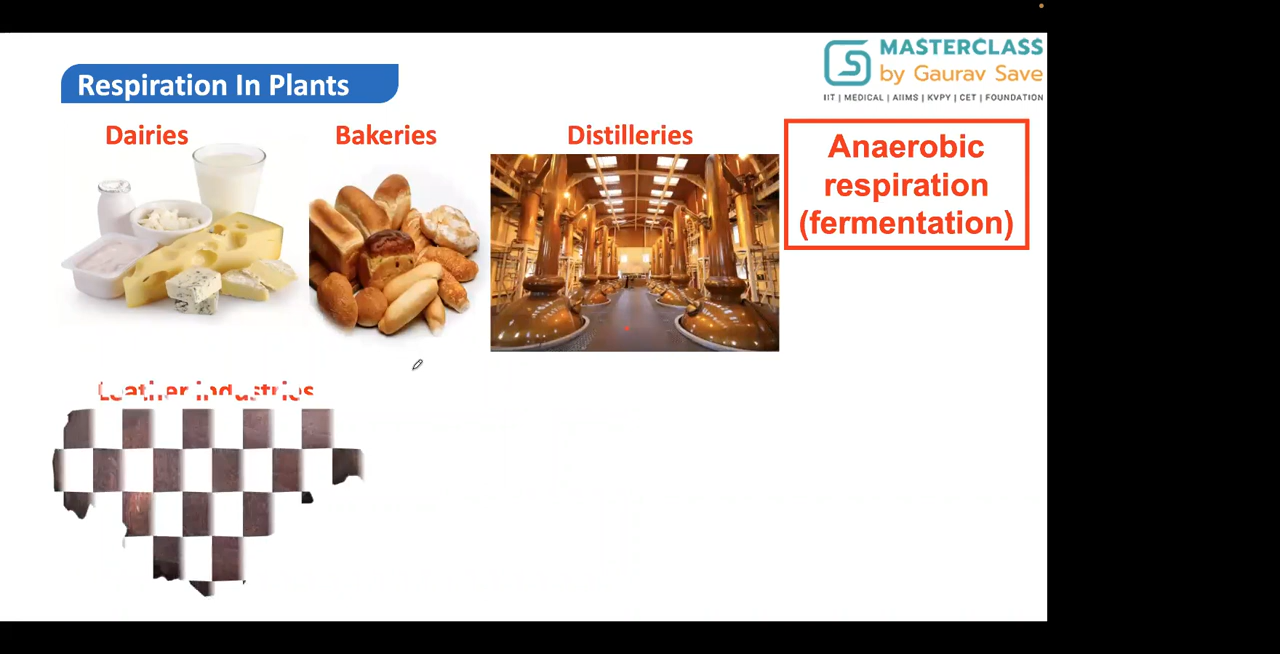 MASTERCLASS
by Gaurav Save
IIT | MEDICAL | AIIMS | KVPY | CET | FOUNDATION
Respiration In Plants
Dairies
Bakeries
Distilleries
Anaerobic
respiration
(fermentation)
Leather industries